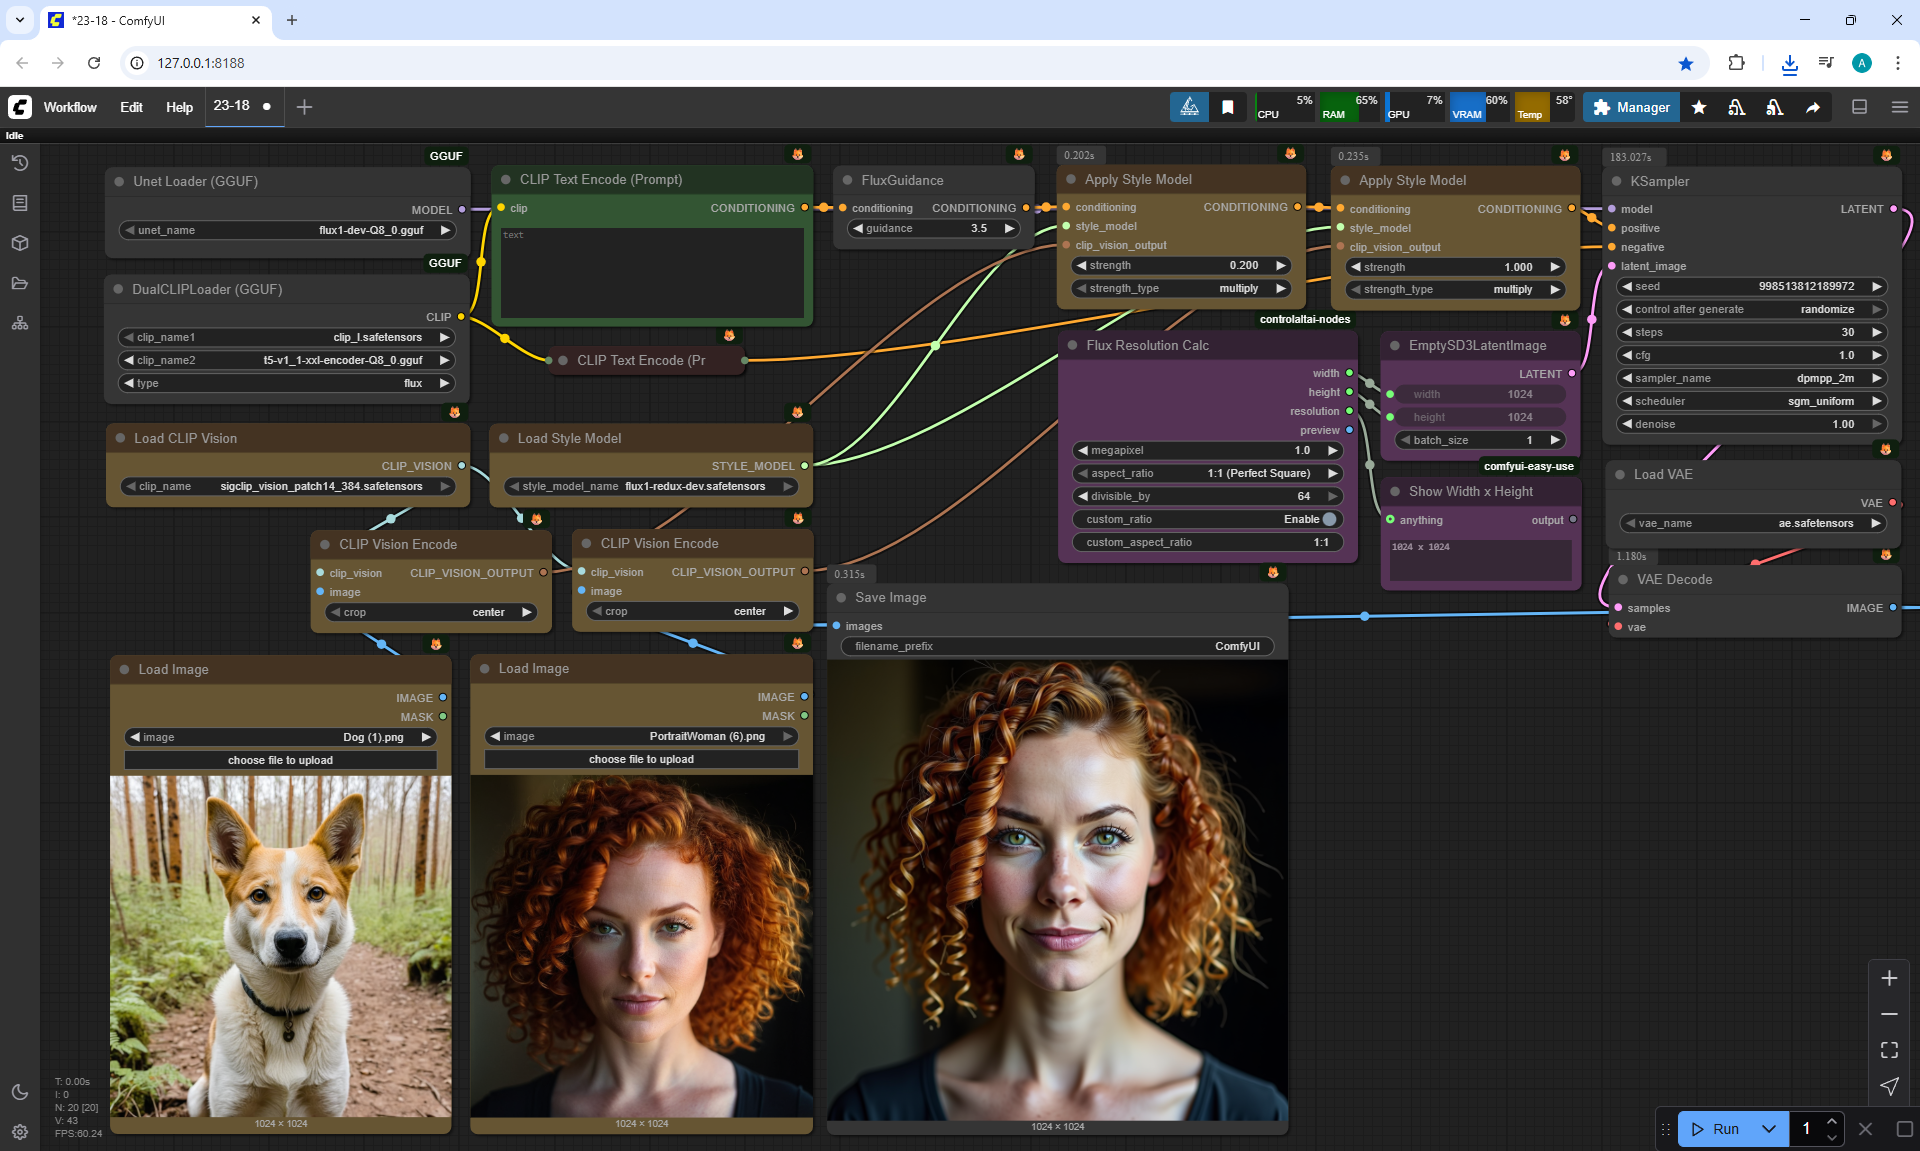 *23-18 - ComfyUI
127.0.0.1:8188
A
Workflow
Edit
Help
23-18
CPU 5%
RAM 65%
GPU 7%
VRAM 60%
Temp 58°
Manager
Idle
GGUF
Unet Loader (GGUF)
MODEL
unet_name flux1-dev-Q8_0.gguf
GGUF
DualCLIPLoader (GGUF)
CLIP
clip_name1 clip_l.safetensors
clip_name2 t5-v1_1-xxl-encoder-Q8_0.gguf
type flux
CLIP Text Encode (Prompt)
clip CONDITIONING
text
CLIP Text Encode (Pr
FluxGuidance
conditioning CONDITIONING
guidance 3.5
0.202s
Apply Style Model
conditioning CONDITIONING
style_model
clip_vision_output
strength 0.200
strength_type multiply
0.235s
Apply Style Model
conditioning CONDITIONING
style_model
clip_vision_output
strength 1.000
strength_type multiply
183.027s
KSampler
model LATENT
positive
negative
latent_image
seed 998513812189972
control after generate randomize
steps 30
cfg 1.0
sampler_name dpmpp_2m
scheduler sgm_uniform
denoise 1.00
controlaltai-nodes
Flux Resolution Calc
width
height
resolution
preview
megapixel 1.0
aspect_ratio 1:1 (Perfect Square)
divisible_by 64
custom_ratio Enable
custom_aspect_ratio 1:1
EmptySD3LatentImage
LATENT
width 1024
height 1024
batch_size 1
comfyui-easy-use
Show Width x Height
anything output
1024 x 1024
Load VAE
VAE
vae_name ae.safetensors
1.180s
VAE Decode
samples IMAGE
vae
Load CLIP Vision
CLIP_VISION
clip_name sigclip_vision_patch14_384.safetensors
Load Style Model
STYLE_MODEL
style_model_name flux1-redux-dev.safetensors
CLIP Vision Encode
clip_vision CLIP_VISION_OUTPUT
image
crop center
CLIP Vision Encode
clip_vision CLIP_VISION_OUTPUT
image
crop center
0.315s
Save Image
images
filename_prefix ComfyUI
1024 × 1024
Load Image
IMAGE
MASK
image Dog (1).png
choose file to upload
1024 × 1024
Load Image
IMAGE
MASK
image PortraitWoman (6).png
choose file to upload
1024 × 1024
T: 0.00s
I: 0
N: 20 [20]
V: 43
FPS:60.24
Run
1